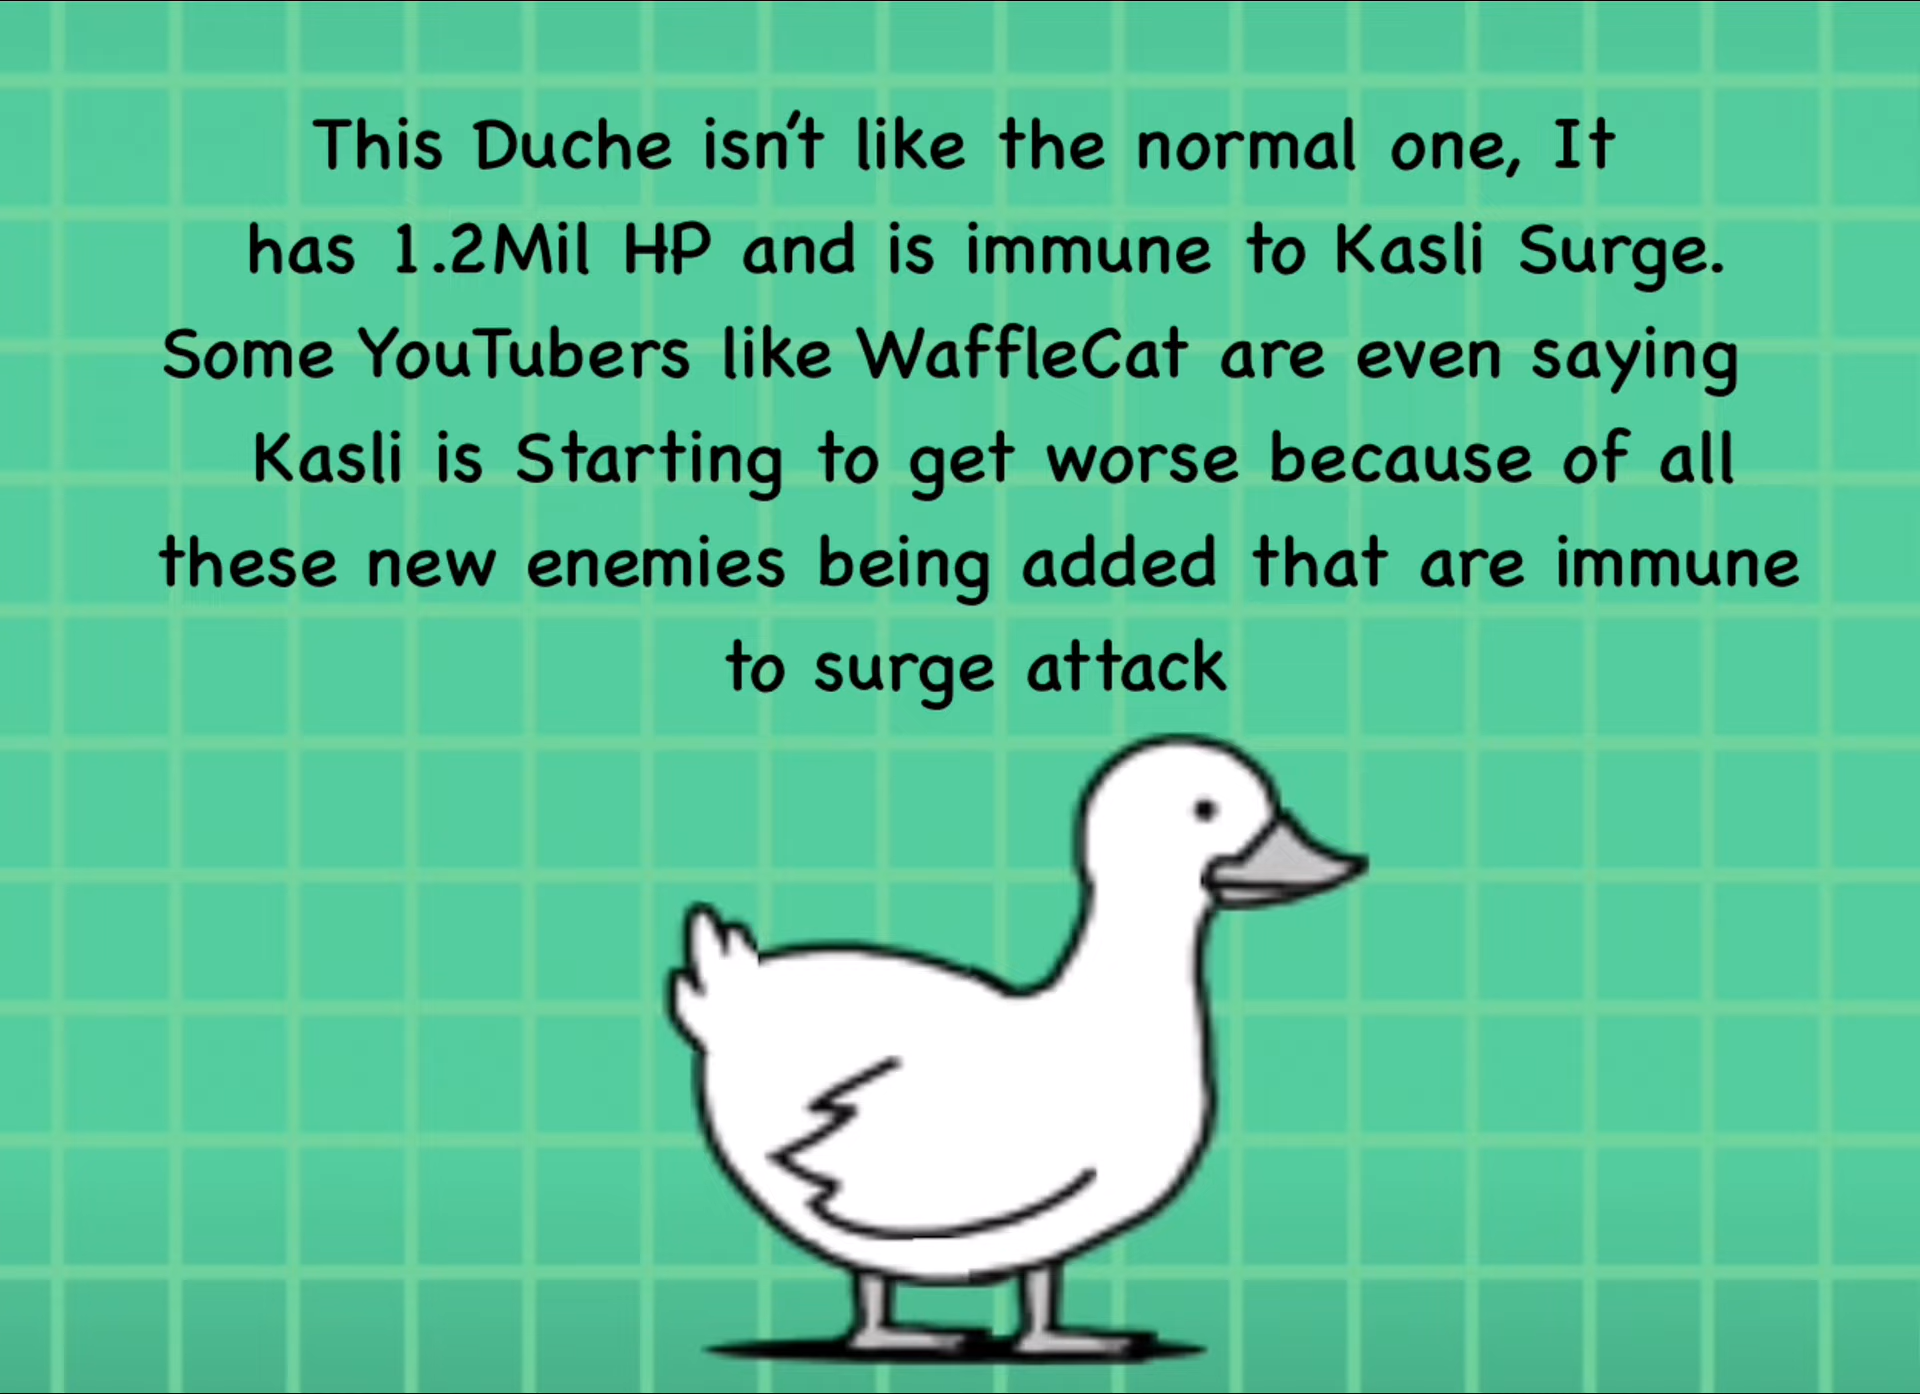 This Duche isn't like the normal one, It
has 1.2Mil HP and is immune to Kasli Surge.
Some YouTubers like WaffleCat are even saying
Kasli is Starting to get worse because of all
these new enemies being added that are immune
to surge attack